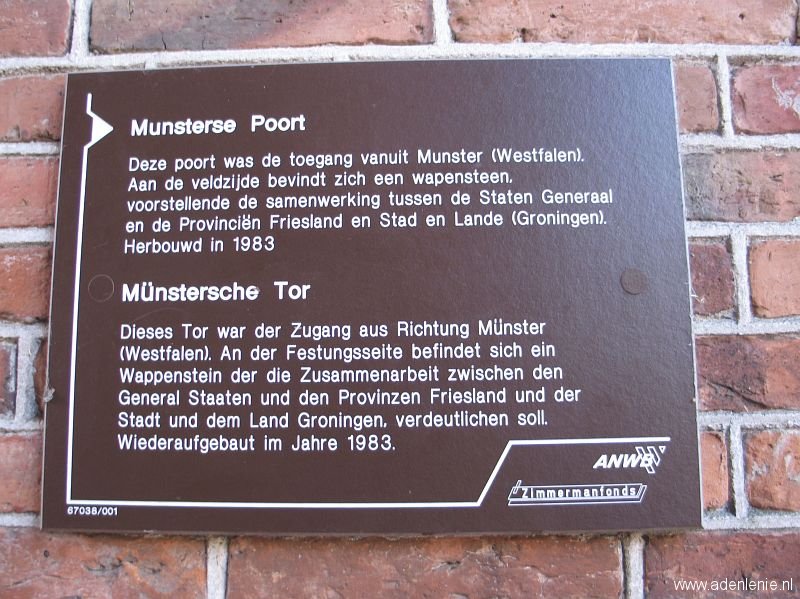 Munsterse Poort
Deze poort was de toegang vanuit Munster (Westfalen).
Aan de veldzijde bevindt zich een wapensteen,
voorstellende de samenwerking tussen de Staten Generaal
en de Provinciën Friesland en Stad en Lande (Groningen).
Herbouwd in 1983
Münstersche Tor
Dieses Tor war der Zugang aus Richtung Münster
(Westfalen). An der Festungsseite befindet sich ein
Wappenstein der die Zusammenarbeit zwischen den
General Staaten und den Provinzen Friesland und der
Stadt und dem Land Groningen, verdeutlichen soll.
Wiederaufgebaut im Jahre 1983.
ANWB
Zimmermanfonds
67038/001
www.adenlenie.nl